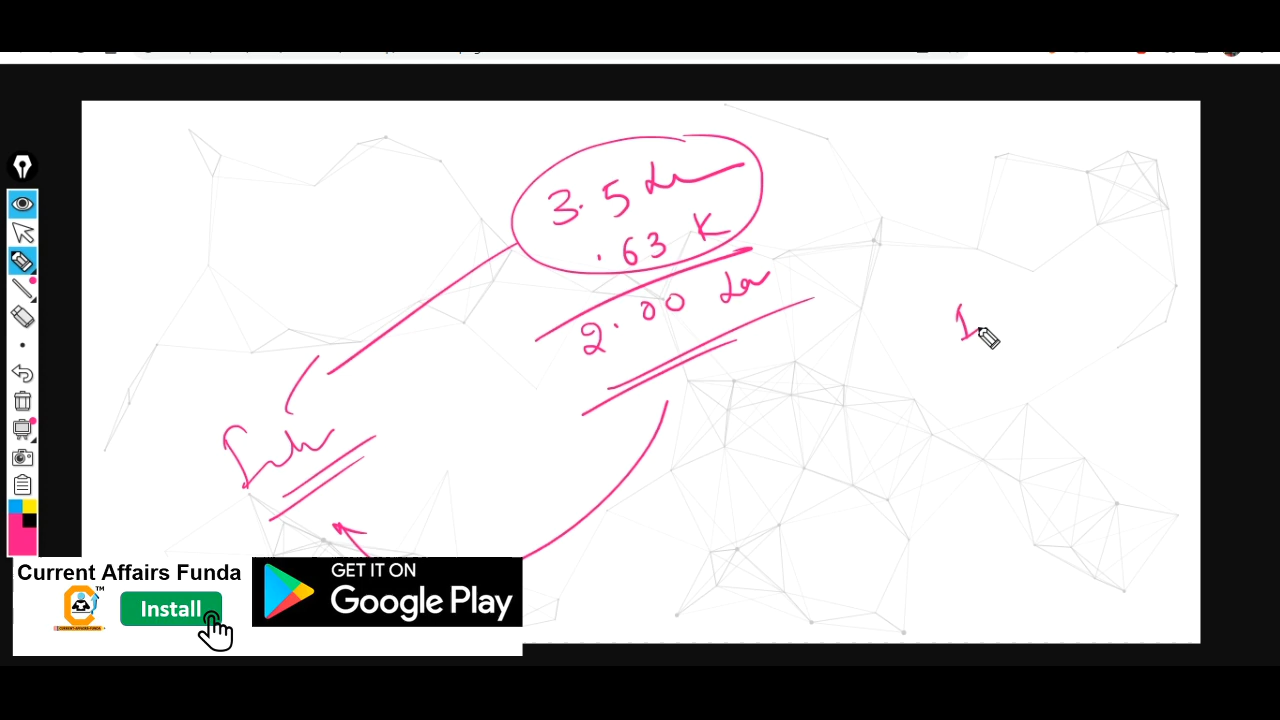 3.5 La
.63 K
2.00 La
I
Current Affairs Funda
Install
GET IT ON
Google Play